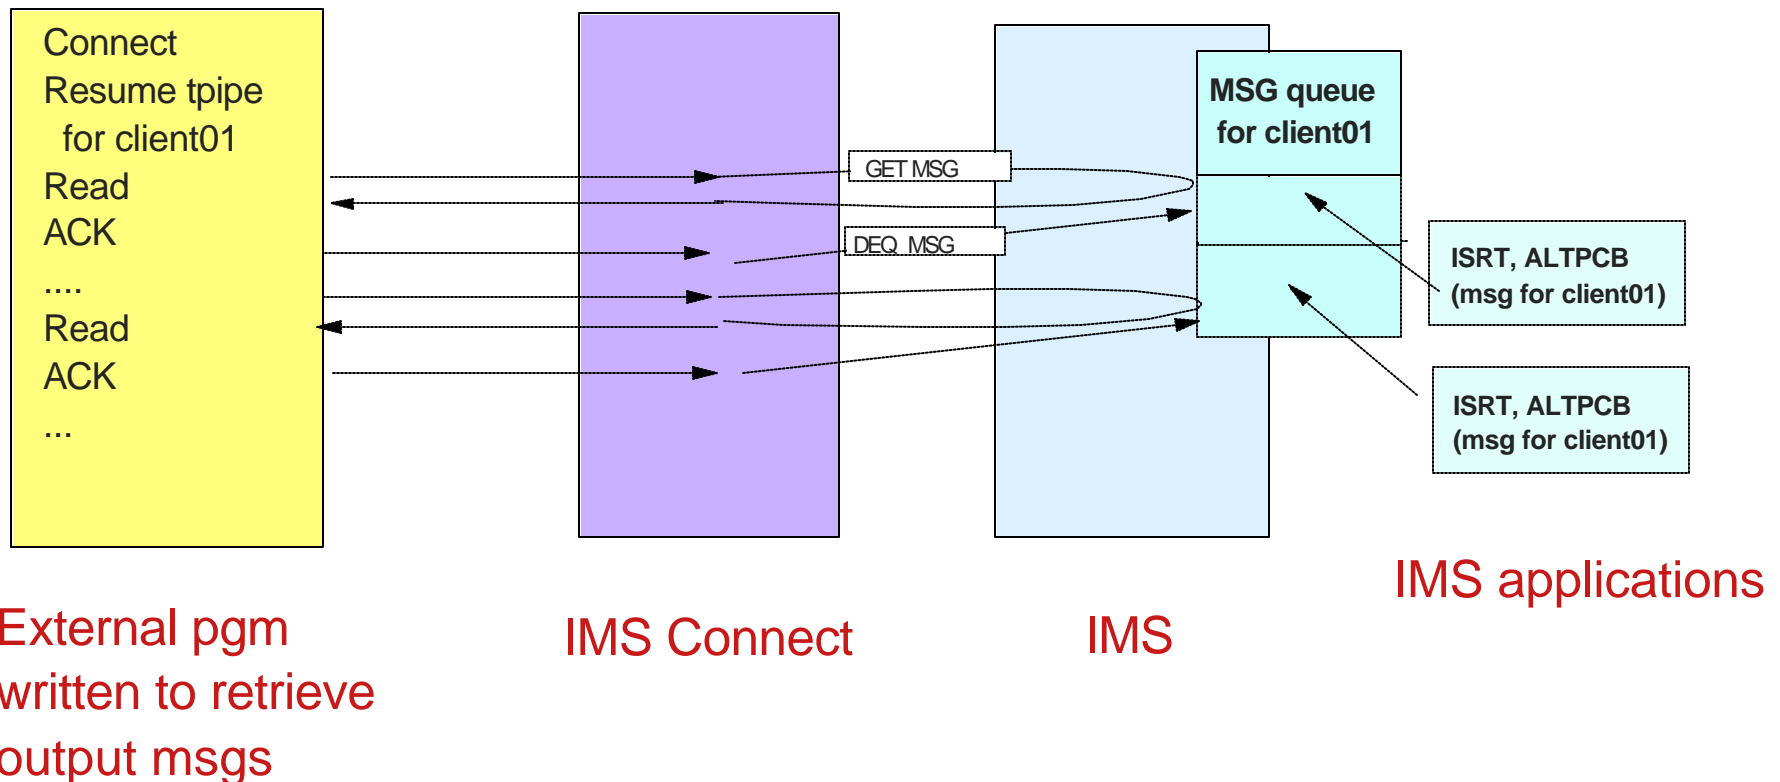 Connect
Resume tpipe
for client01
Read
ACK
....
Read
ACK
...
GET MSG
DEQ MSG
MSG queue
for client01
ISRT, ALTPCB
(msg for client01)
ISRT, ALTPCB
(msg for client01)
External pgm
written to retrieve
output msgs
IMS Connect
IMS
IMS applications